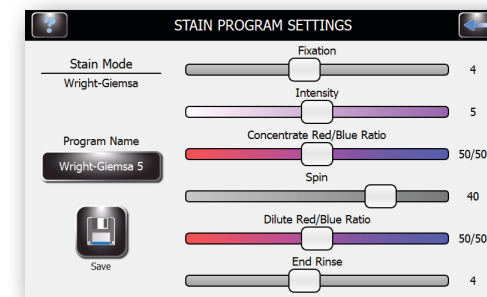 ?
STAIN PROGRAM SETTINGS
Stain Mode
Wright-Giemsa
Program Name
Wright-Giemsa 5
Save
Fixation
4
Intensity
5
Concentrate Red/Blue Ratio
50/50
Spin
40
Dilute Red/Blue Ratio
50/50
End Rinse
4